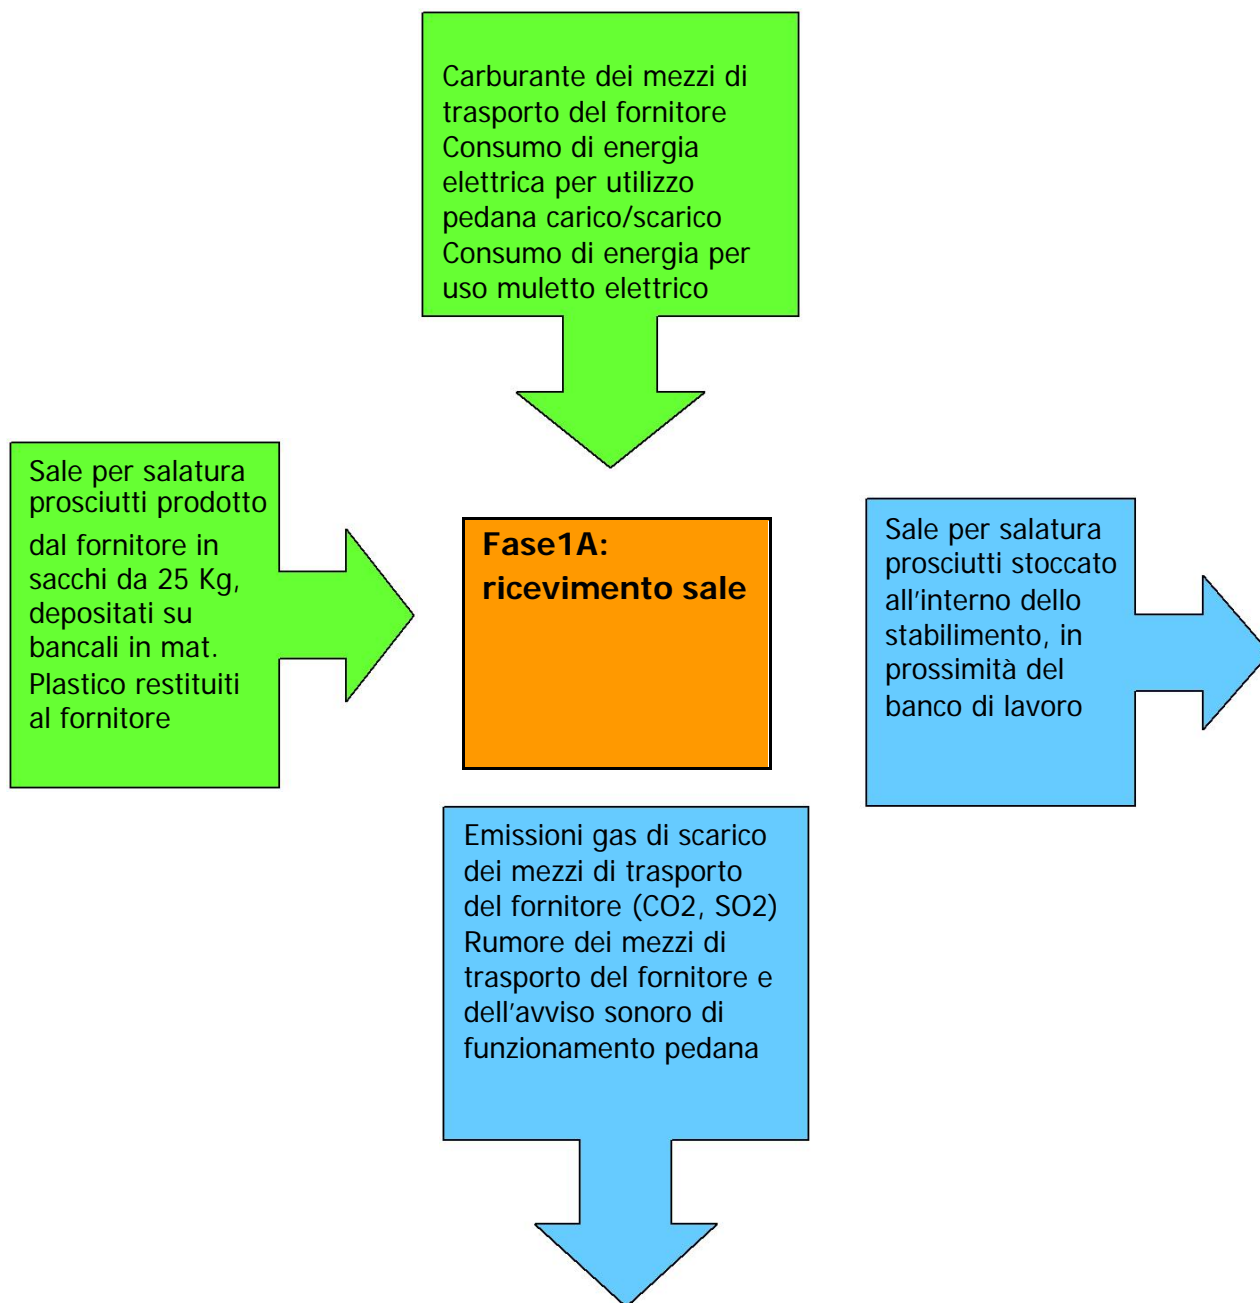 Carburante dei mezzi di
trasporto del fornitore
Consumo di energia
elettrica per utilizzo
pedana carico/scarico
Consumo di energia per
uso muletto elettrico
Sale per salatura
prosciutti prodotto
dal fornitore in
sacchi da 25 Kg,
depositati su
bancali in mat.
Plastico restituiti
al fornitore
Fase1A:
ricevimento sale
Sale per salatura
prosciutti stoccato
all'interno dello
stabilimento, in
prossimità del
banco di lavoro
Emissioni gas di scarico
dei mezzi di trasporto
del fornitore (CO2, SO2)
Rumore dei mezzi di
trasporto del fornitore e
dell'avviso sonoro di
funzionamento pedana